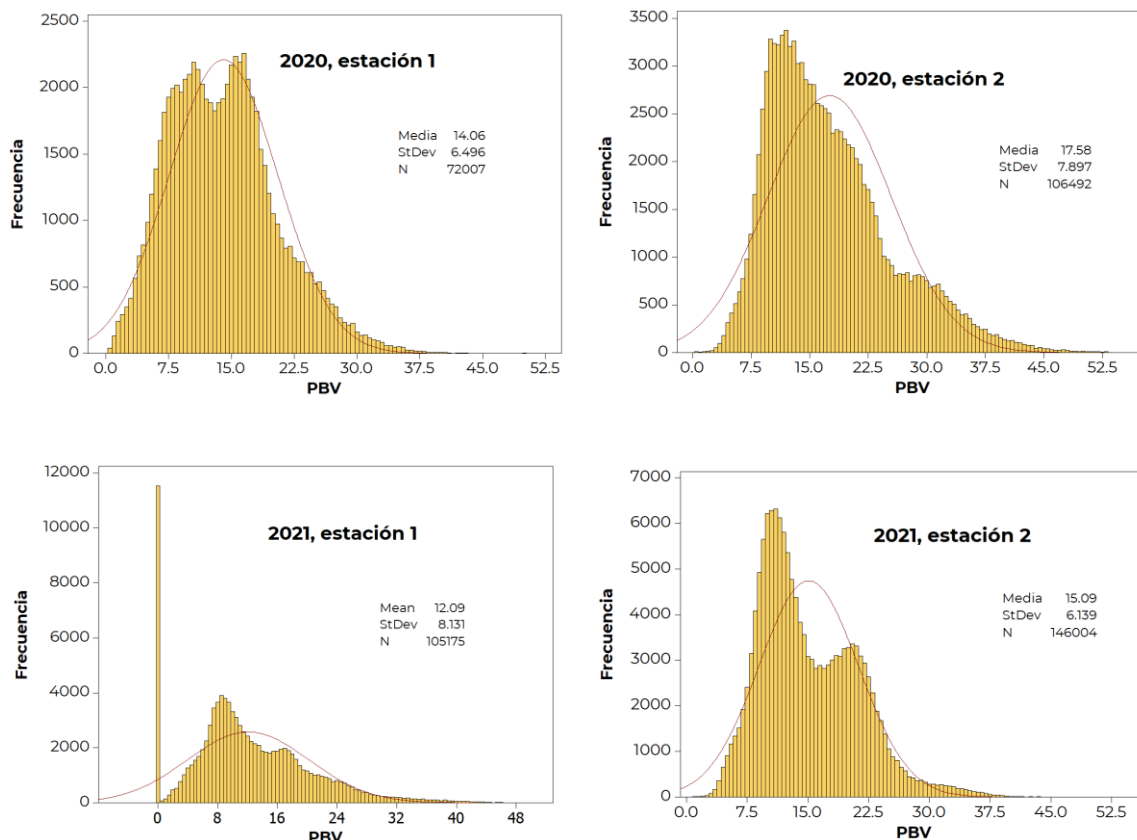 2020, estación 1
Frecuencia
2500
2000
1500
1000
500
0
Media 14.06
StDev 6.496
N 72007
0.0 7.5 15.0 22.5 30.0 37.5 45.0 52.5
PBV
2020, estación 2
Frecuencia
3500
3000
2500
2000
1500
1000
500
0
Media 17.58
StDev 7.897
N 106492
0.0 7.5 15.0 22.5 30.0 37.5 45.0 52.5
PBV
2021, estación 1
Frecuencia
12000
10000
8000
6000
4000
2000
0
Mean 12.09
StDev 8.131
N 105175
0 8 16 24 32 40 48
PBV
2021, estación 2
Frecuencia
7000
6000
5000
4000
3000
2000
1000
0
Media 15.09
StDev 6.139
N 146004
0.0 7.5 15.0 22.5 30.0 37.5 45.0 52.5
PBV